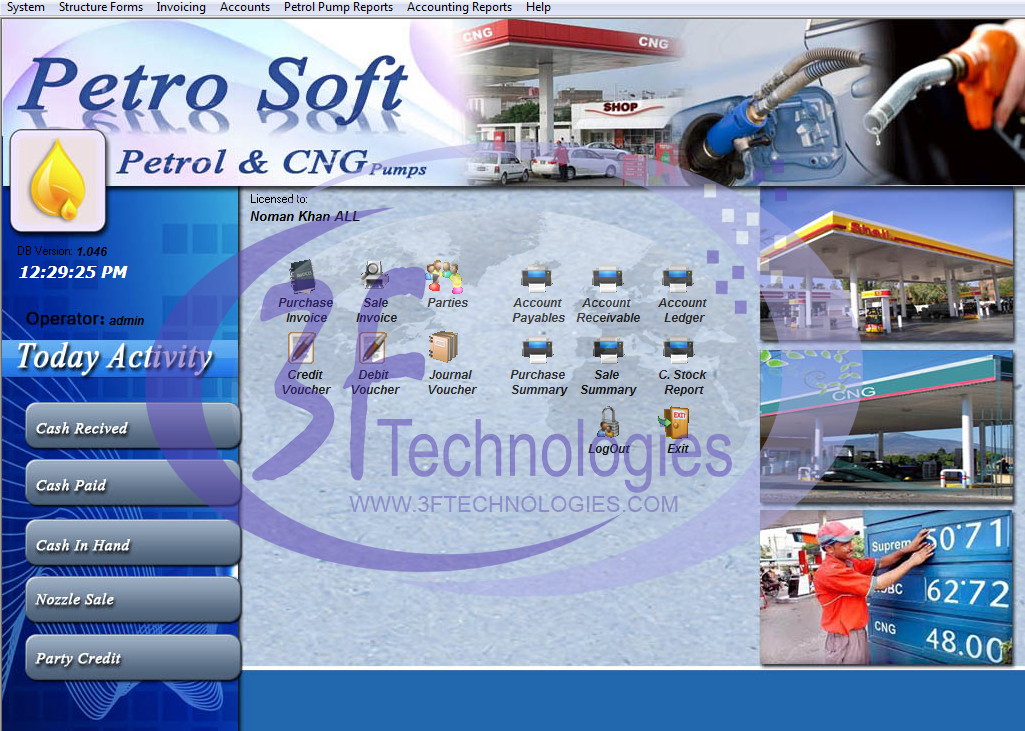 System Structure Forms Invoicing Accounts Petrol Pump Reports Accounting Reports Help
Petro Soft
Petrol & CNG Pumps
CNG
CNG
SHOP
DB Version: 1.046
12:29:25 PM
Operator: admin
Today Activity
Cash Recived
Cash Paid
Cash In Hand
Nozzle Sale
Party Credit
Licensed to:
Noman Khan ALL
Purchase Invoice
Sale Invoice
Parties
Account Payables
Account Receivable
Account Ledger
Credit Voucher
Debit Voucher
Journal Voucher
Purchase Summary
Sale Summary
C. Stock Report
LogOut
EXIT
Exit
3F Technologies
WWW.3FTECHNOLOGIES.COM
Shell
CNG
Suprem 60.71
62.72
CNG 48.00